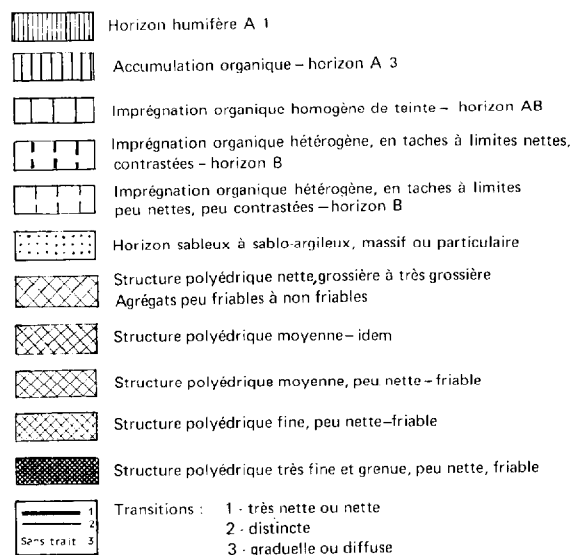 Horizon humifère A 1
Accumulation organique – horizon A 3
Imprégnation organique homogène de teinte – horizon AB
Imprégnation organique hétérogène, en taches à limites nettes,
contrastées – horizon B
Imprégnation organique hétérogène, en taches à limites
peu nettes, peu contrastées – horizon B
Horizon sableux à sablo-argileux, massif ou particulaire
Structure polyédrique nette,grossière à très grossière
Agrégats peu friables à non friables
Structure polyédrique moyenne – idem
Structure polyédrique moyenne, peu nette – friable
Structure polyédrique fine, peu nette–friable
Structure polyédrique très fine et grenue, peu nette, friable
1
2
Sans trait 3
Transitions : 1 - très nette ou nette
2 - distincte
3 - graduelle ou diffuse